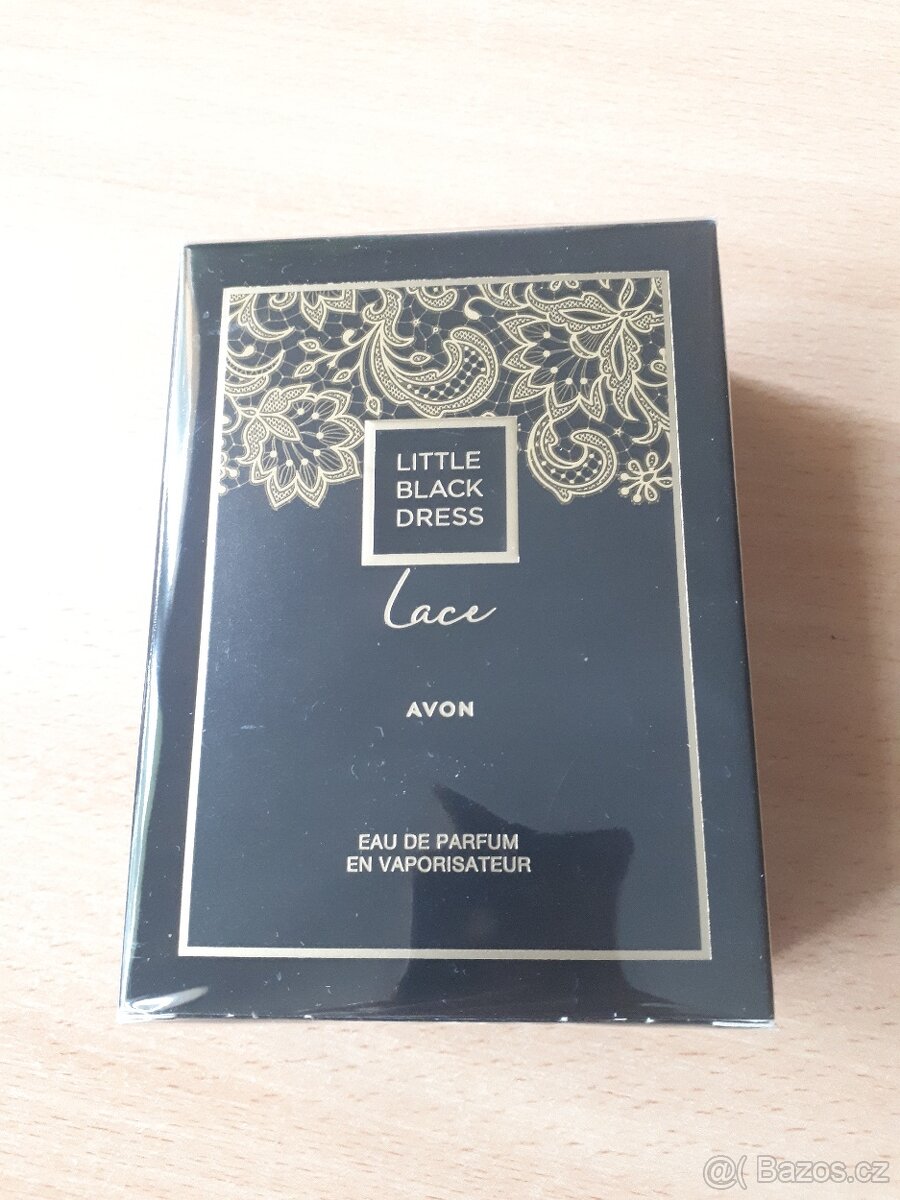 LITTLE
BLACK
DRESS
Lace
AVON
EAU DE PARFUM
EN VAPORISATEUR
@( Bazos.cz